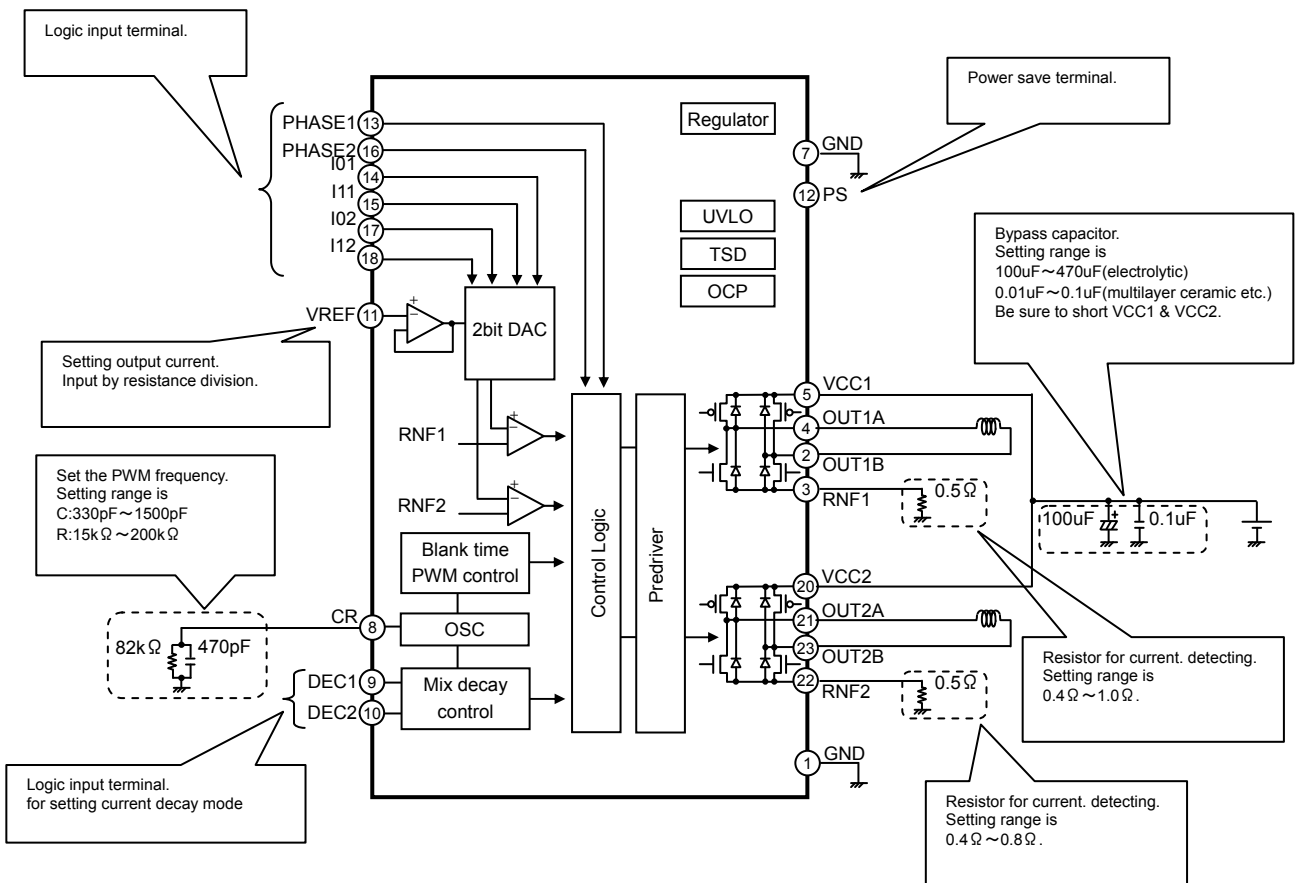 Logic input terminal.
Power save terminal.
PHASE1
13
PHASE2
16
I01
14
I11
15
I02
17
I12
18
VREF
11
+
−
2bit DAC
Regulator
UVLO
TSD
OCP
7
GND
12
PS
Bypass capacitor.
Setting range is
100uF～470uF(electrolytic)
0.01uF～0.1uF(multilayer ceramic etc.)
Be sure to short VCC1 & VCC2.
Setting output current.
Input by resistance division.
RNF1
+
−
RNF2
+
−
Control Logic
Predriver
5
VCC1
4
OUT1A
2
OUT1B
3
RNF1
0.5Ω
100uF
+
0.1uF
Set the PWM frequency.
Setting range is
C:330pF～1500pF
R:15kΩ～200kΩ
Blank time
PWM control
CR
8
OSC
82kΩ
470pF
DEC1
9
DEC2
10
Mix decay
control
20
VCC2
21
OUT2A
23
OUT2B
22
RNF2
0.5Ω
1
GND
Resistor for current. detecting.
Setting range is
0.4Ω～1.0Ω.
Logic input terminal.
for setting current decay mode
Resistor for current. detecting.
Setting range is
0.4Ω～0.8Ω.